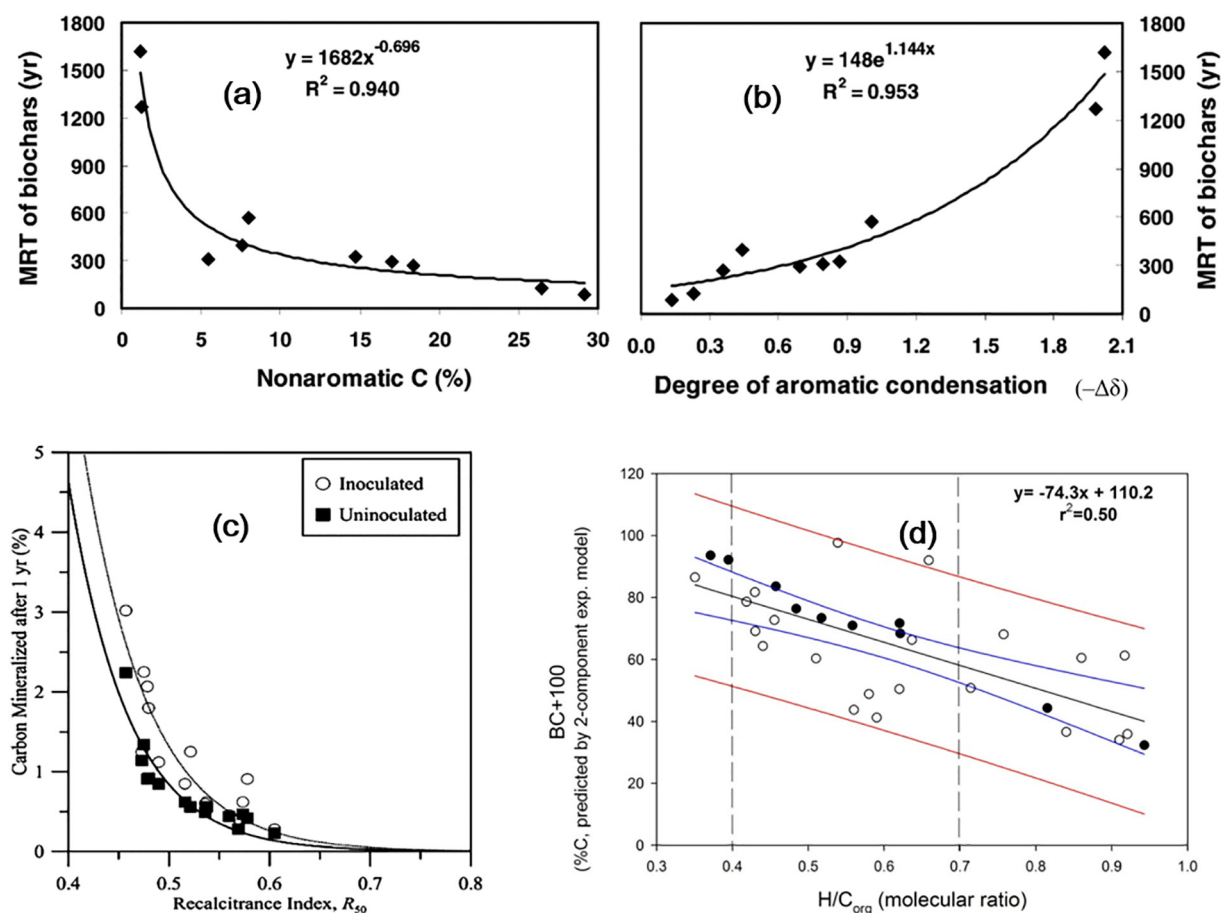 MRT of biochars (yr)
1800
1500
1200
900
600
300
0
y = 1682x^-0.696
R² = 0.940
(a)
0 5 10 15 20 25 30
Nonaromatic C (%)
y = 148e^1.144x
R² = 0.953
(b)
1800
1500
1200
900
600
300
0
MRT of biochars (yr)
0.0 0.3 0.6 0.9 1.2 1.5 1.8 2.1
Degree of aromatic condensation (−Δδ)
Carbon Mineralized after 1 yr (%)
5
4
3
2
1
0
Inoculated
Uninoculated
(c)
0.4 0.5 0.6 0.7 0.8
Recalcitrance Index, R₅₀
BC+100
(%C, predicted by 2-component exp. model)
120
100
80
60
40
20
0
y= -74.3x + 110.2
r²=0.50
(d)
0.3 0.4 0.5 0.6 0.7 0.8 0.9 1.0
H/Corg (molecular ratio)